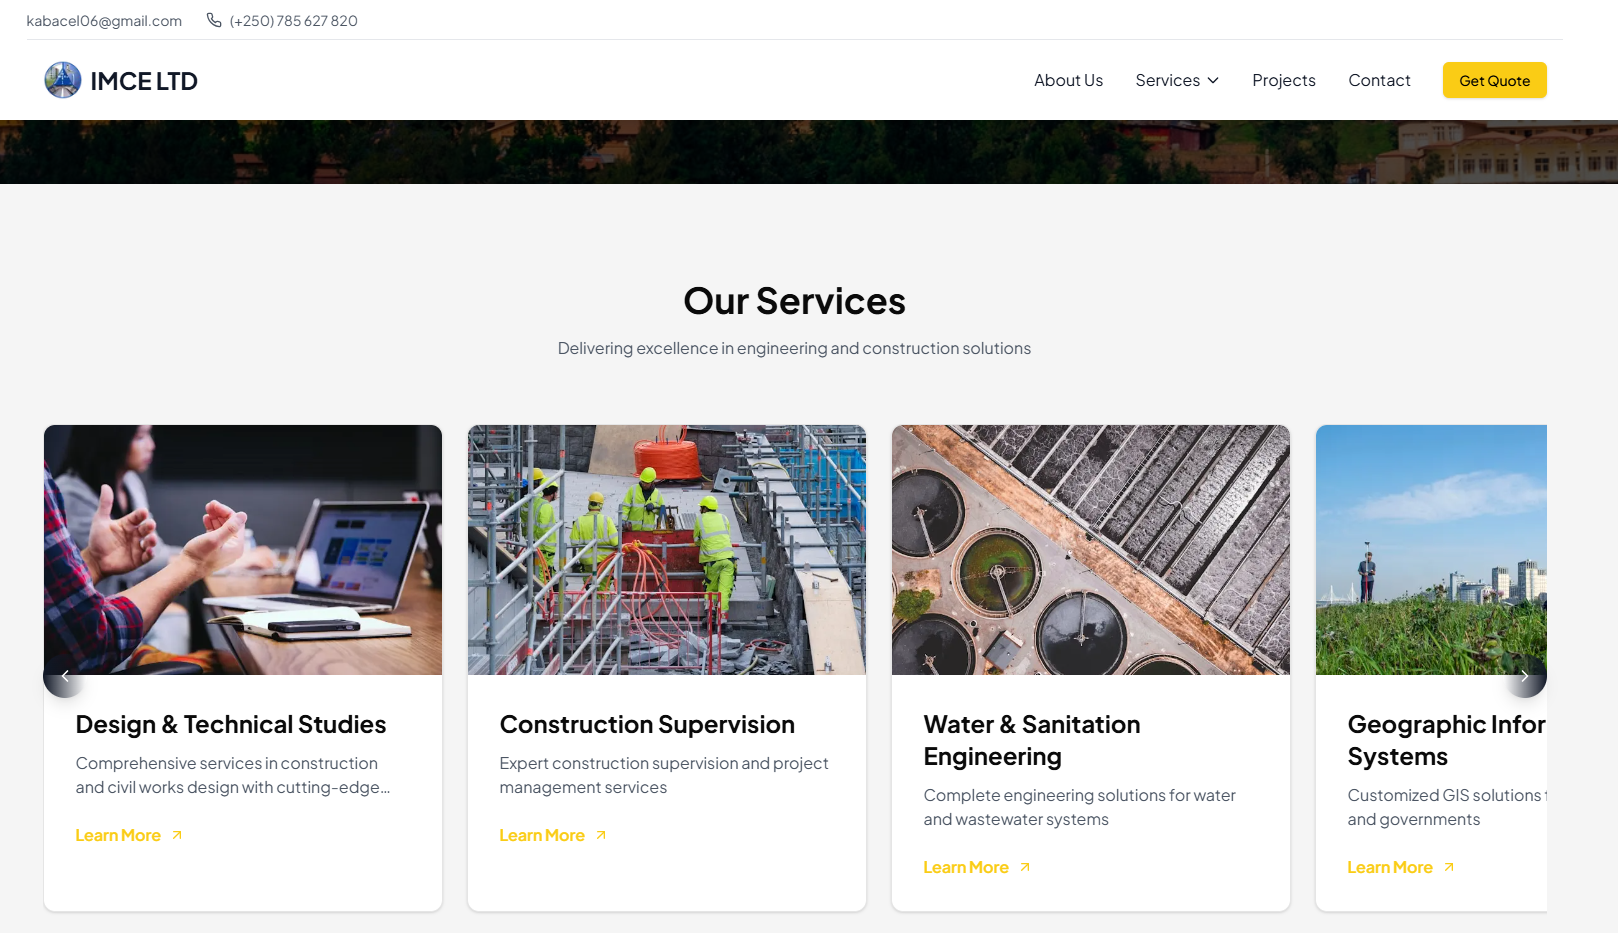 kabacel06@gmail.com
(+250) 785 627 820
IMCE LTD
About Us
Services
Projects
Contact
Get Quote
Our Services
Delivering excellence in engineering and construction solutions
Design & Technical Studies
Comprehensive services in construction
and civil works design with cutting-edge...
Learn More
Construction Supervision
Expert construction supervision and project
management services
Learn More
Water & Sanitation
Engineering
Complete engineering solutions for water
and wastewater systems
Learn More
Geographic Infor
Systems
Customized GIS solutions
and governments
Learn More